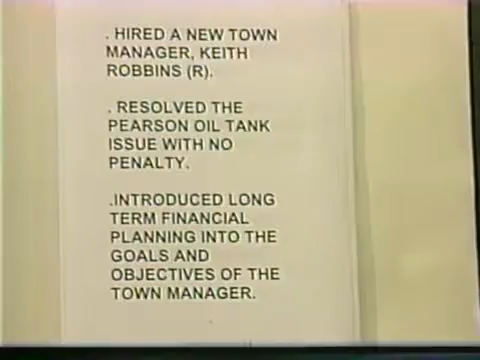 . HIRED A NEW TOWN
MANAGER, KEITH
ROBBINS (R).
. RESOLVED THE
PEARSON OIL TANK
ISSUE WITH NO
PENALTY.
.INTRODUCED LONG
TERM FINANCIAL
PLANNING INTO THE
GOALS AND
OBJECTIVES OF THE
TOWN MANAGER.